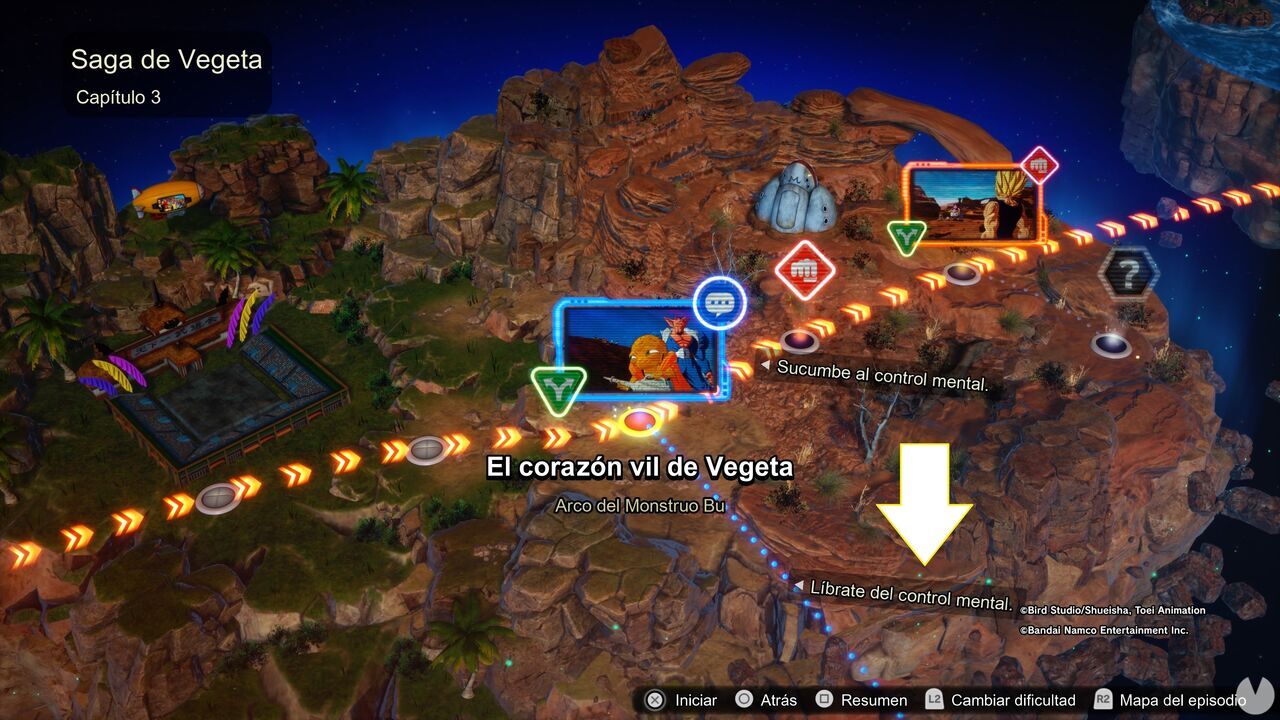 Saga de Vegeta
Capítulo 3
?
Sucumbe al control mental.
El corazón vil de Vegeta
Arco del Monstruo Bu
Líbrate del control mental.
©Bird Studio/Shueisha, Toei Animation
©Bandai Namco Entertainment Inc.
Iniciar Atrás Resumen L2 Cambiar dificultad R2 Mapa del episodio